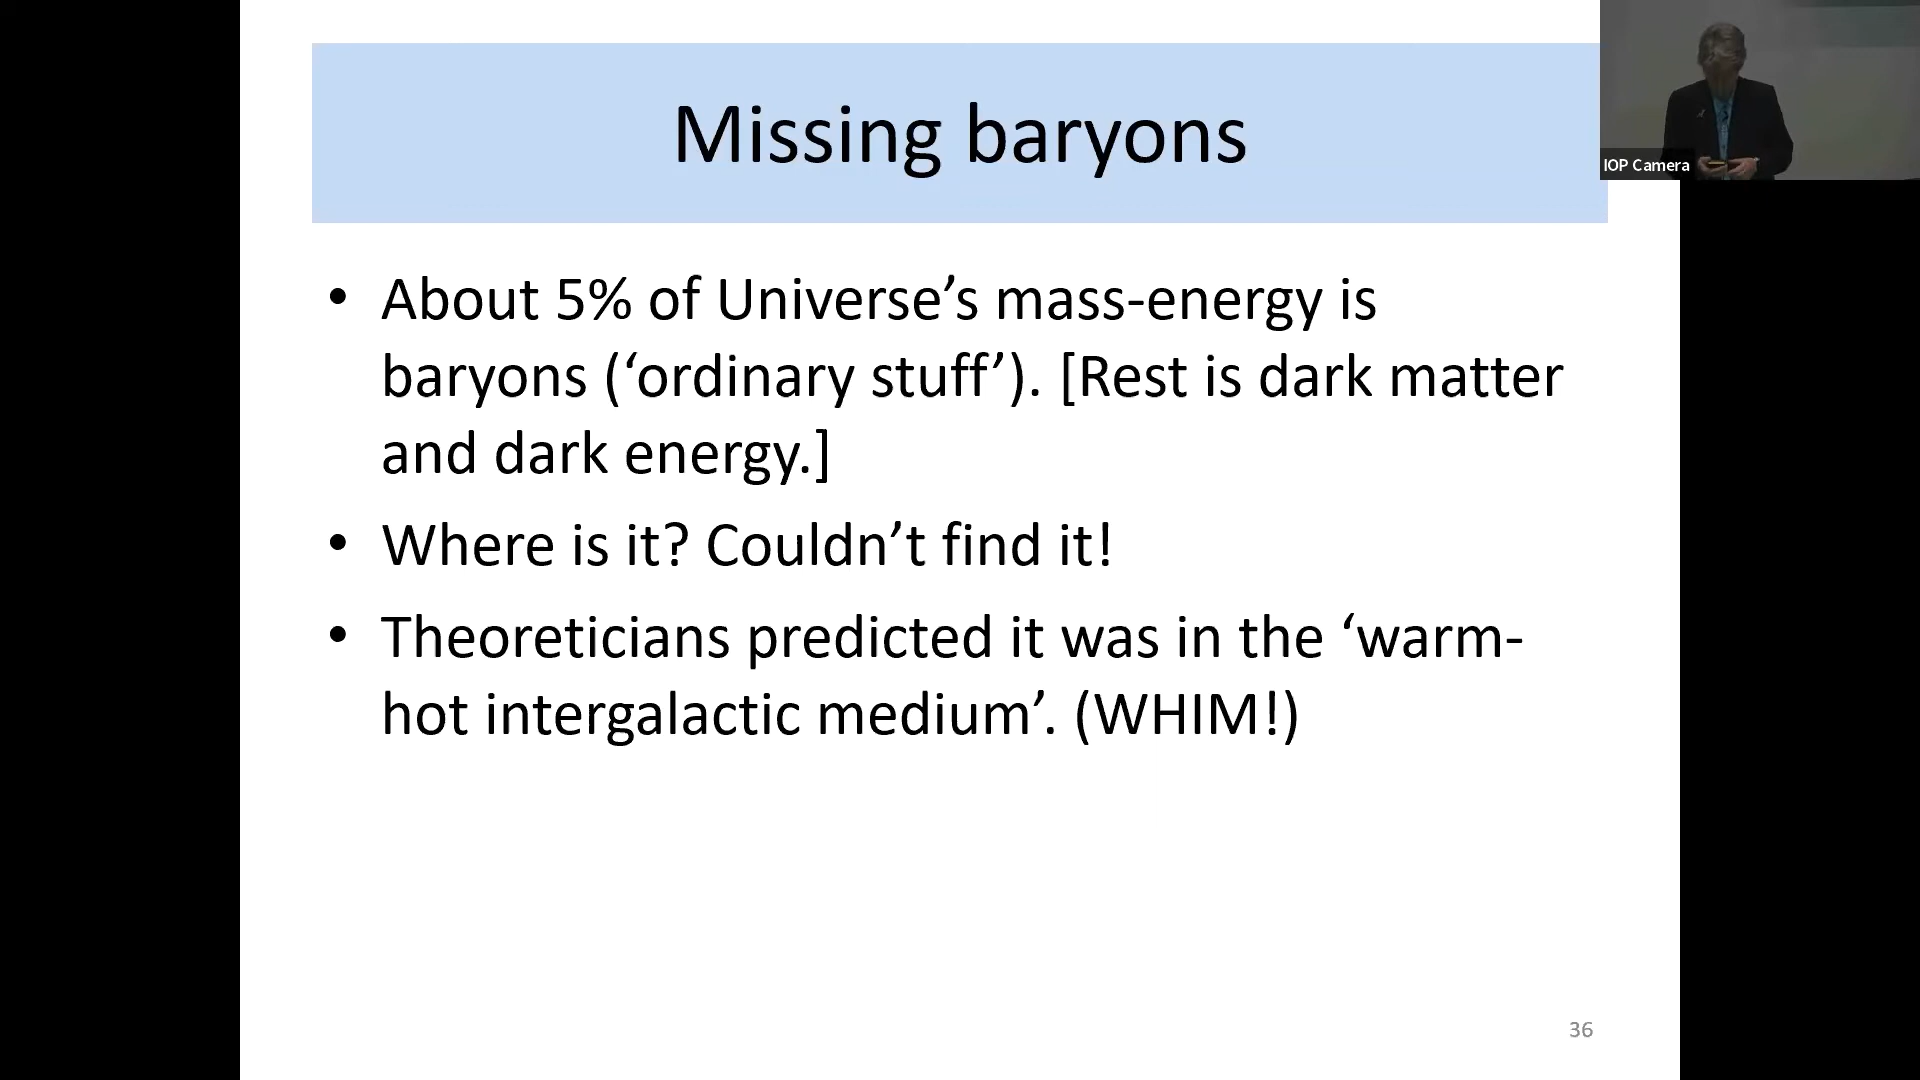 Missing baryons
IOP Camera
• About 5% of Universe’s mass-energy is
baryons (‘ordinary stuff’). [Rest is dark matter
and dark energy.]
• Where is it? Couldn’t find it!
• Theoreticians predicted it was in the ‘warm-
hot intergalactic medium’. (WHIM!)
36